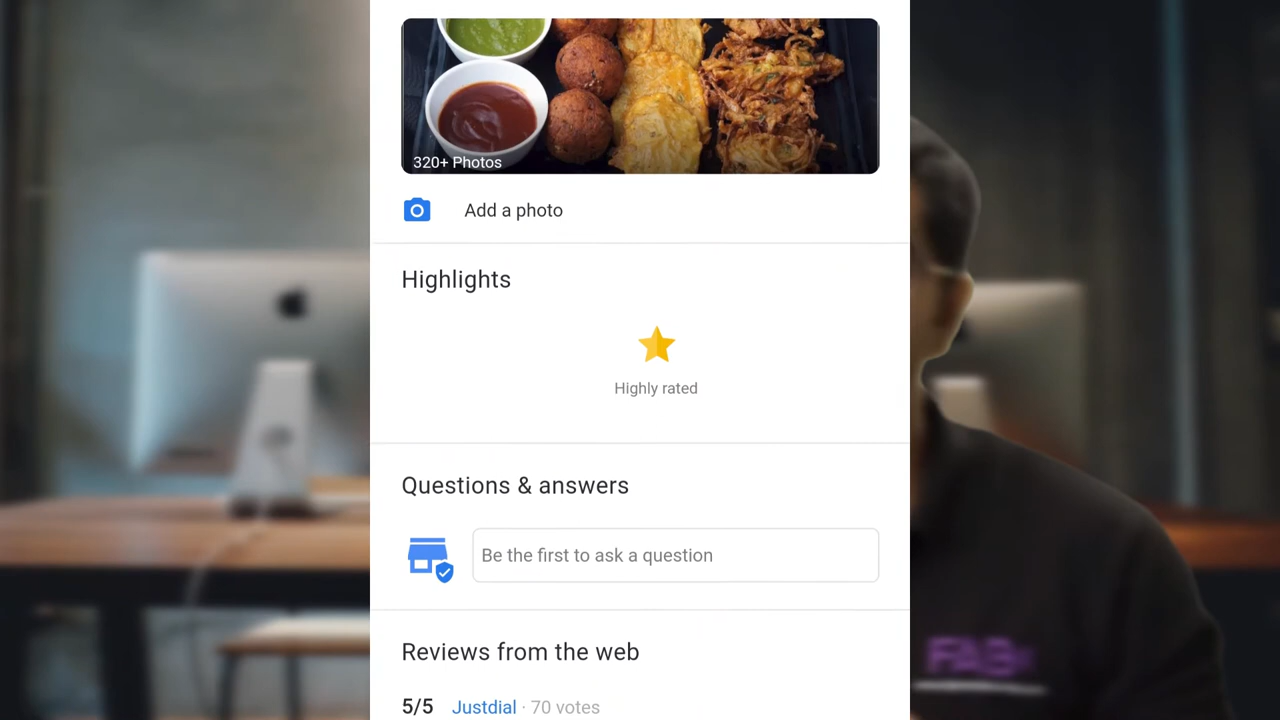 320+ Photos
Add a photo
Highlights
Highly rated
Questions & answers
Be the first to ask a question
Reviews from the web
5/5 Justdial · 70 votes